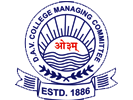 D.A.V. COLLEGE MANAGING COMMITTEE
ओ३म्
ESTD. 1886